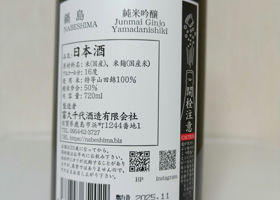 鍋島
NABESHIMA
純米吟醸
Junmai Ginjo
Yamadanishiki
品目：日本酒
原材料名：米(国産)、米麹(国産米)
アルコール分：16度
原料米：特等山田錦100%
精米歩合：50%
内容量：720ml
製造者
富久千代酒造有限会社
佐賀県鹿島市浜町1244番1
TEL 0954-62-3727
https://nabeshima.biz
HP
Instagram
製造 2025.11
開栓注意